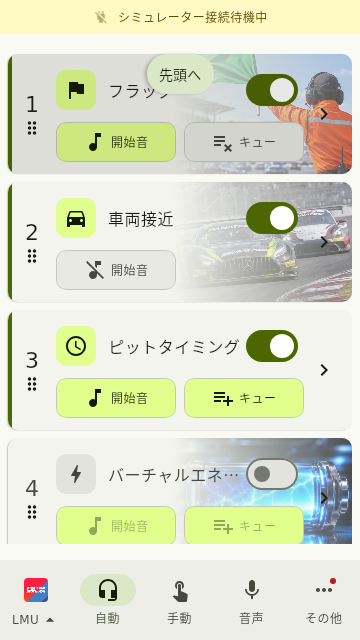 シミュレーター接続待機中
先頭へ
1
フラッグ
開始音
キュー
2
車両接近
開始音
3
ピットタイミング
開始音
キュー
4
バーチャルエネ…
開始音
キュー
LMU
自動
手動
音声
その他